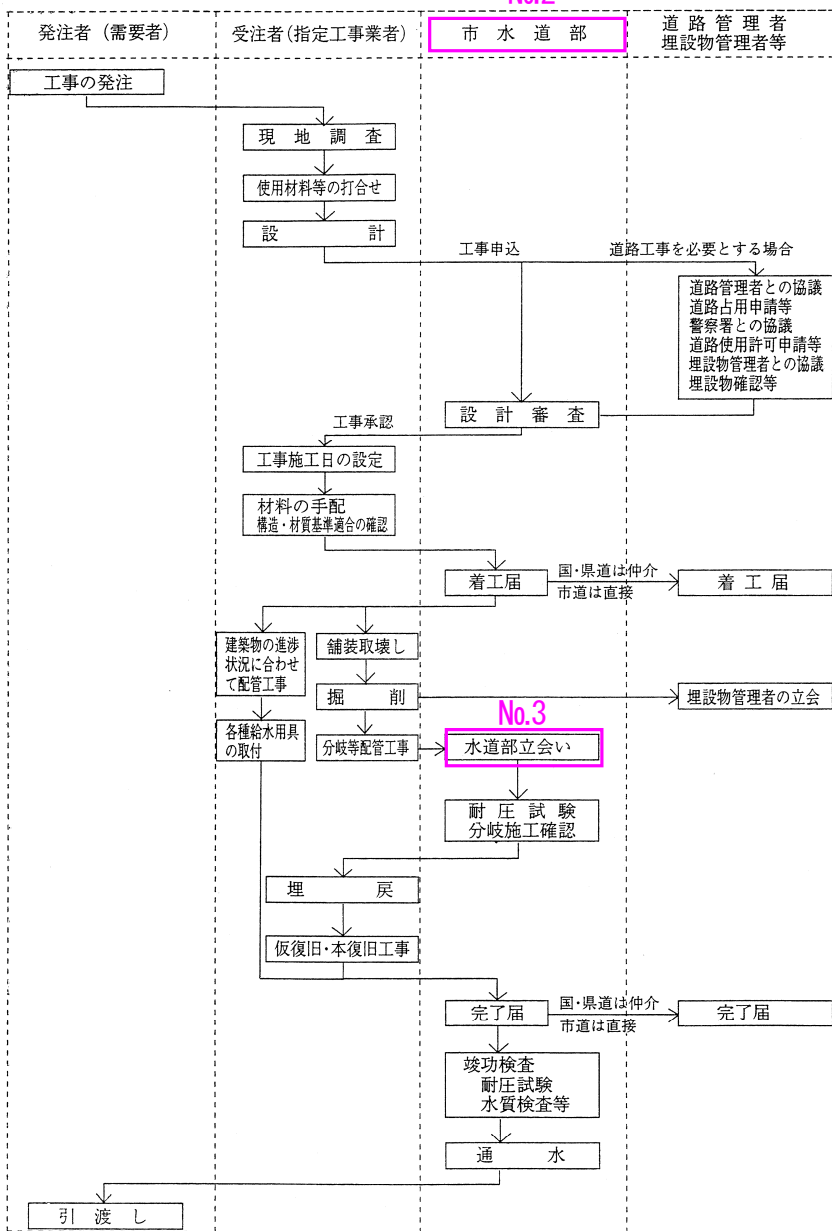 No.2
発注者（需要者）
受注者(指定工事業者)
市水道部
道路管理者
埋設物管理者等
工事の発注
現地調査
使用材料等の打合せ
設計
工事申込
道路工事を必要とする場合
道路管理者との協議
道路占用申請等
警察署との協議
道路使用許可申請等
埋設物管理者との協議
埋設物確認等
設計審査
工事承認
工事施工日の設定
材料の手配
構造・材質基準適合の確認
着工届
国・県道は仲介
市道は直接
着工届
建築物の進渉
状況に合わせ
て配管工事
舗装取壊し
掘削
埋設物管理者の立会
No.3
各種給水用具
の取付
分岐等配管工事
水道部立会い
耐圧試験
分岐施工確認
埋戻
仮復旧・本復旧工事
完了届
国・県道は仲介
市道は直接
完了届
竣功検査
耐圧試験
水質検査等
通水
引渡し